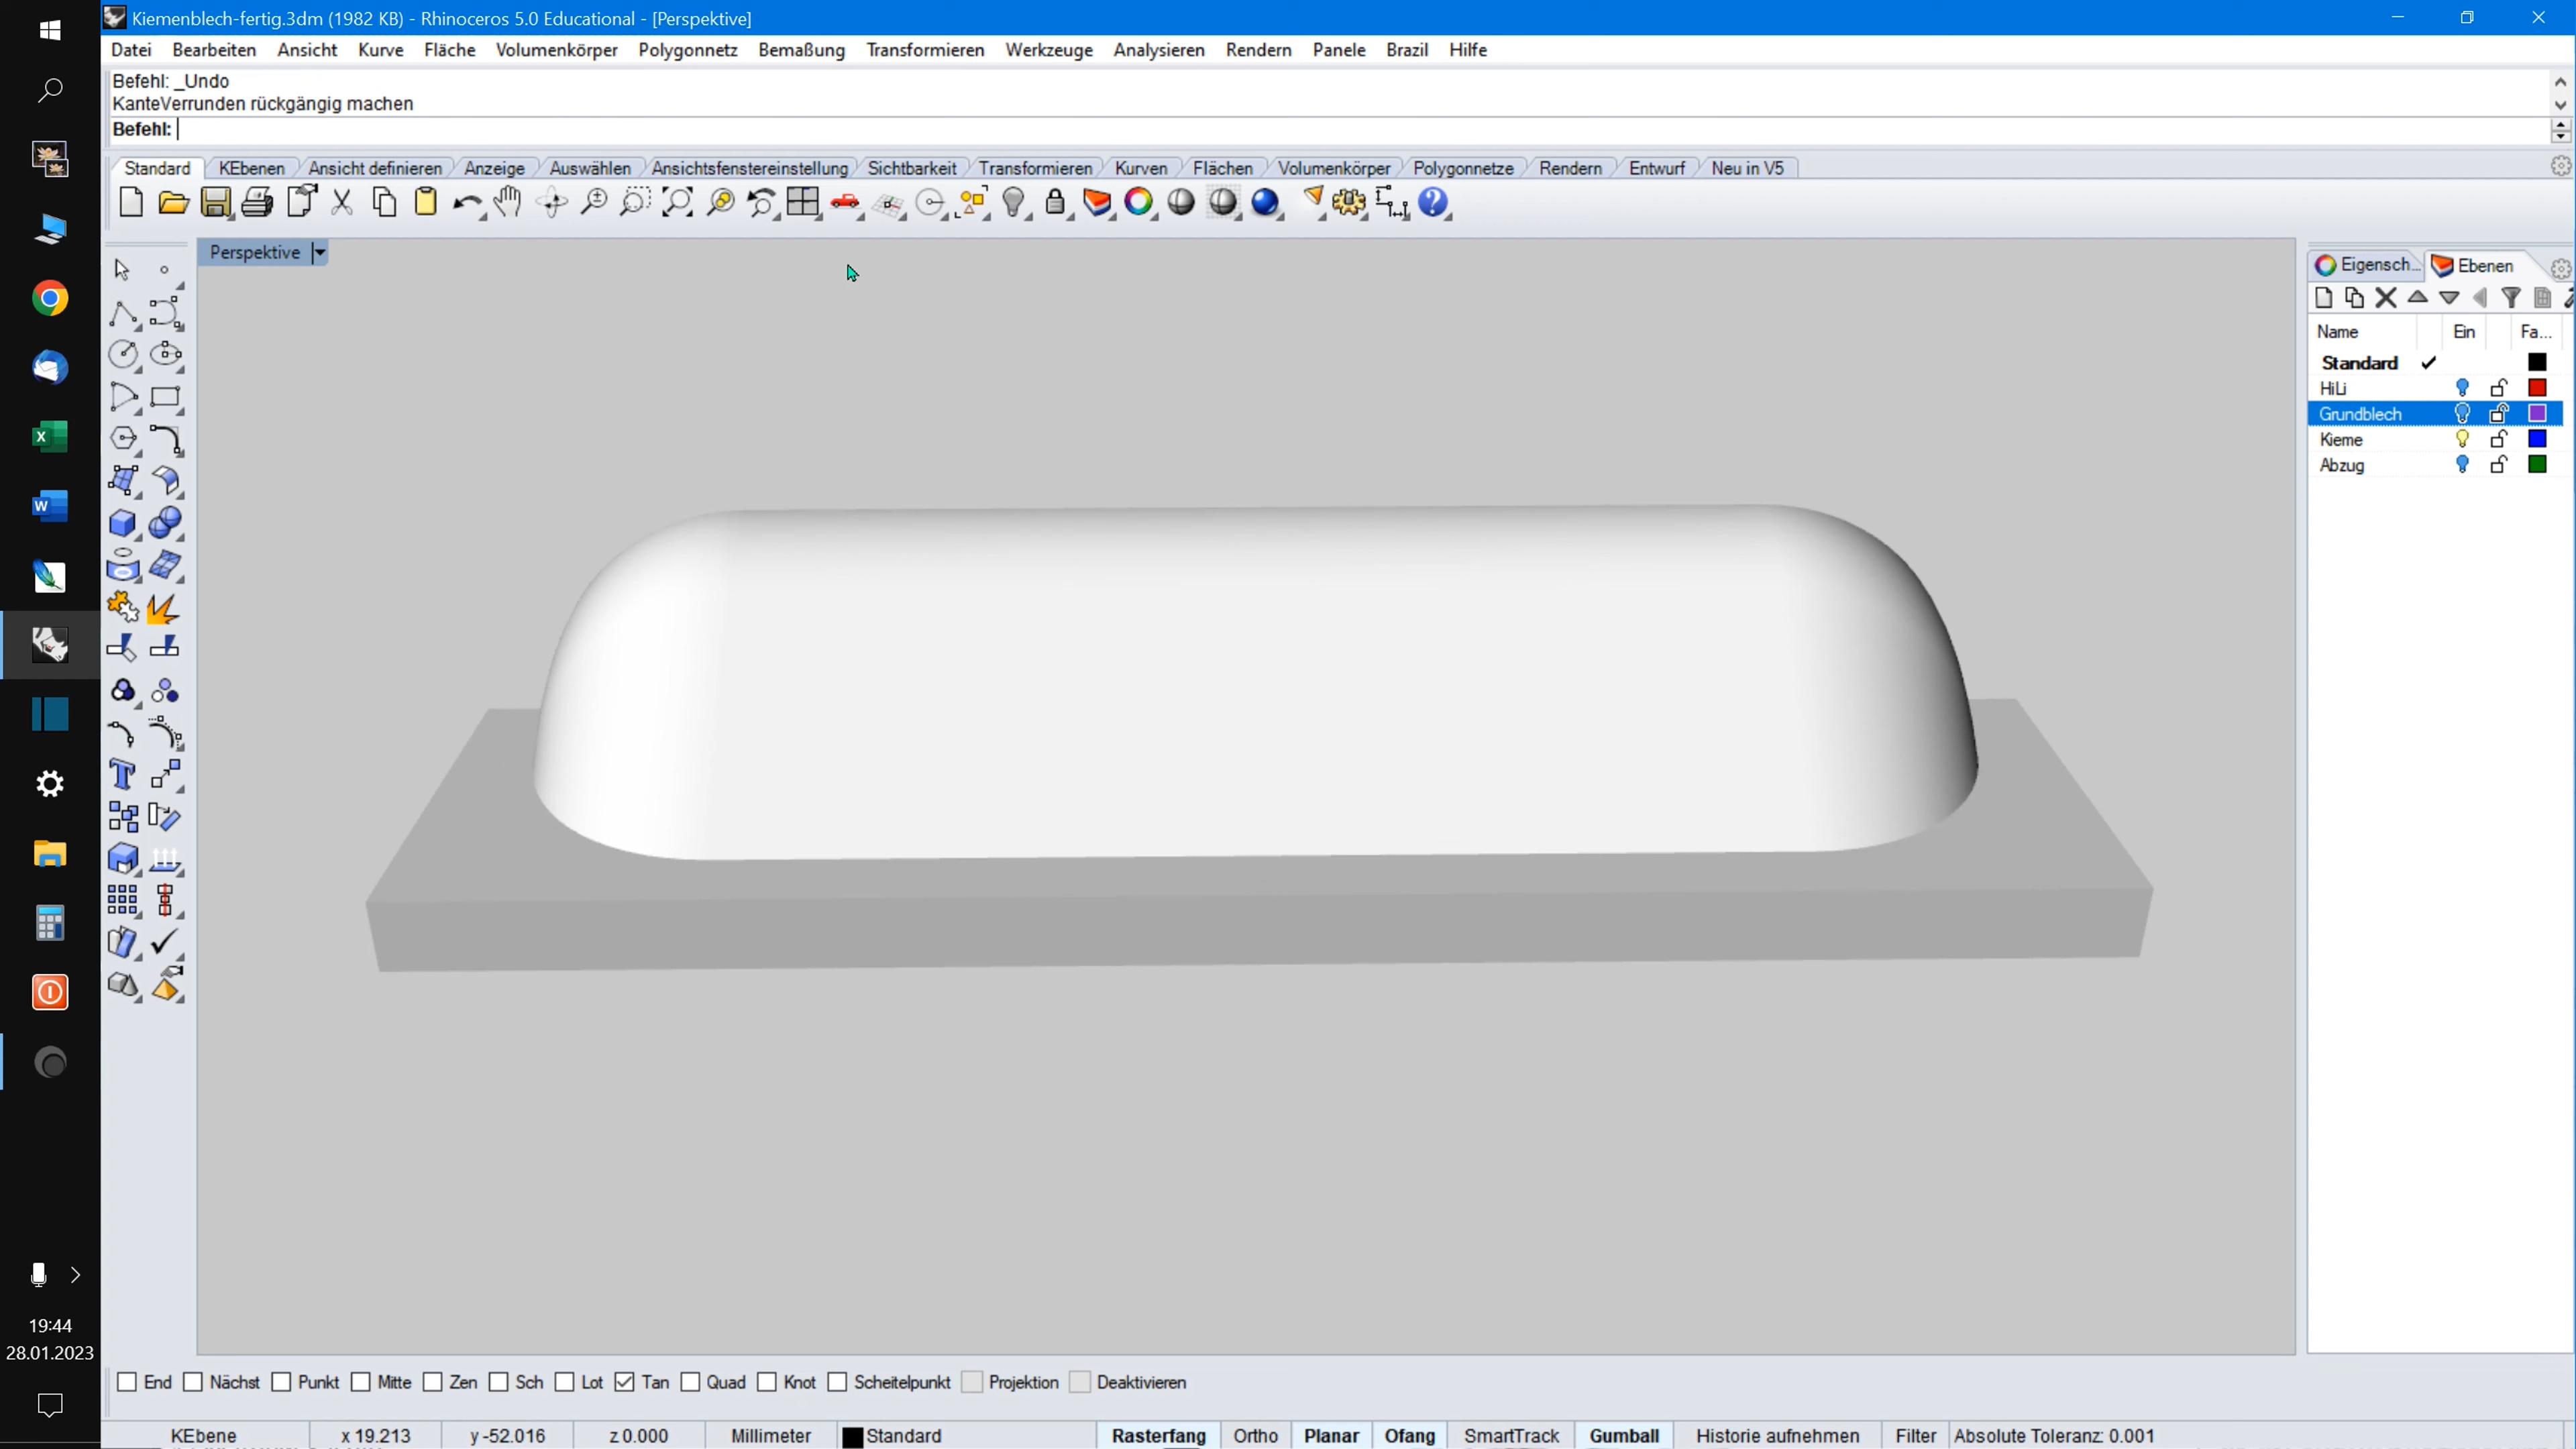 Kiemenblech-fertig.3dm (1982 KB) - Rhinoceros 5.0 Educational - [Perspektive]
Datei Bearbeiten Ansicht Kurve Fläche Volumenkörper Polygonnetz Bemaßung Transformieren Werkzeuge Analysieren Rendern Panele Brazil Hilfe
Befehl: _Undo
KanteVerrunden rückgängig machen
Befehl:
Standard KEbenen Ansicht definieren Anzeige Auswählen Ansichtsfenstereinstellung Sichtbarkeit Transformieren Kurven Flächen Volumenkörper Polygonnetze Rendern Entwurf Neu in V5
Perspektive
Eigensch... Ebenen
Name Ein Fa...
Standard
HiLi
Grundblech
Kieme
Abzug
19:44
28.01.2023
End Nächst Punkt Mitte Zen Sch Lot Tan Quad Knot Scheitelpunkt Projektion Deaktivieren
KEbene x 19.213 y -52.016 z 0.000 Millimeter Standard Rasterfang Ortho Planar Ofang SmartTrack Gumball Historie aufnehmen Filter Absolute Toleranz: 0.001